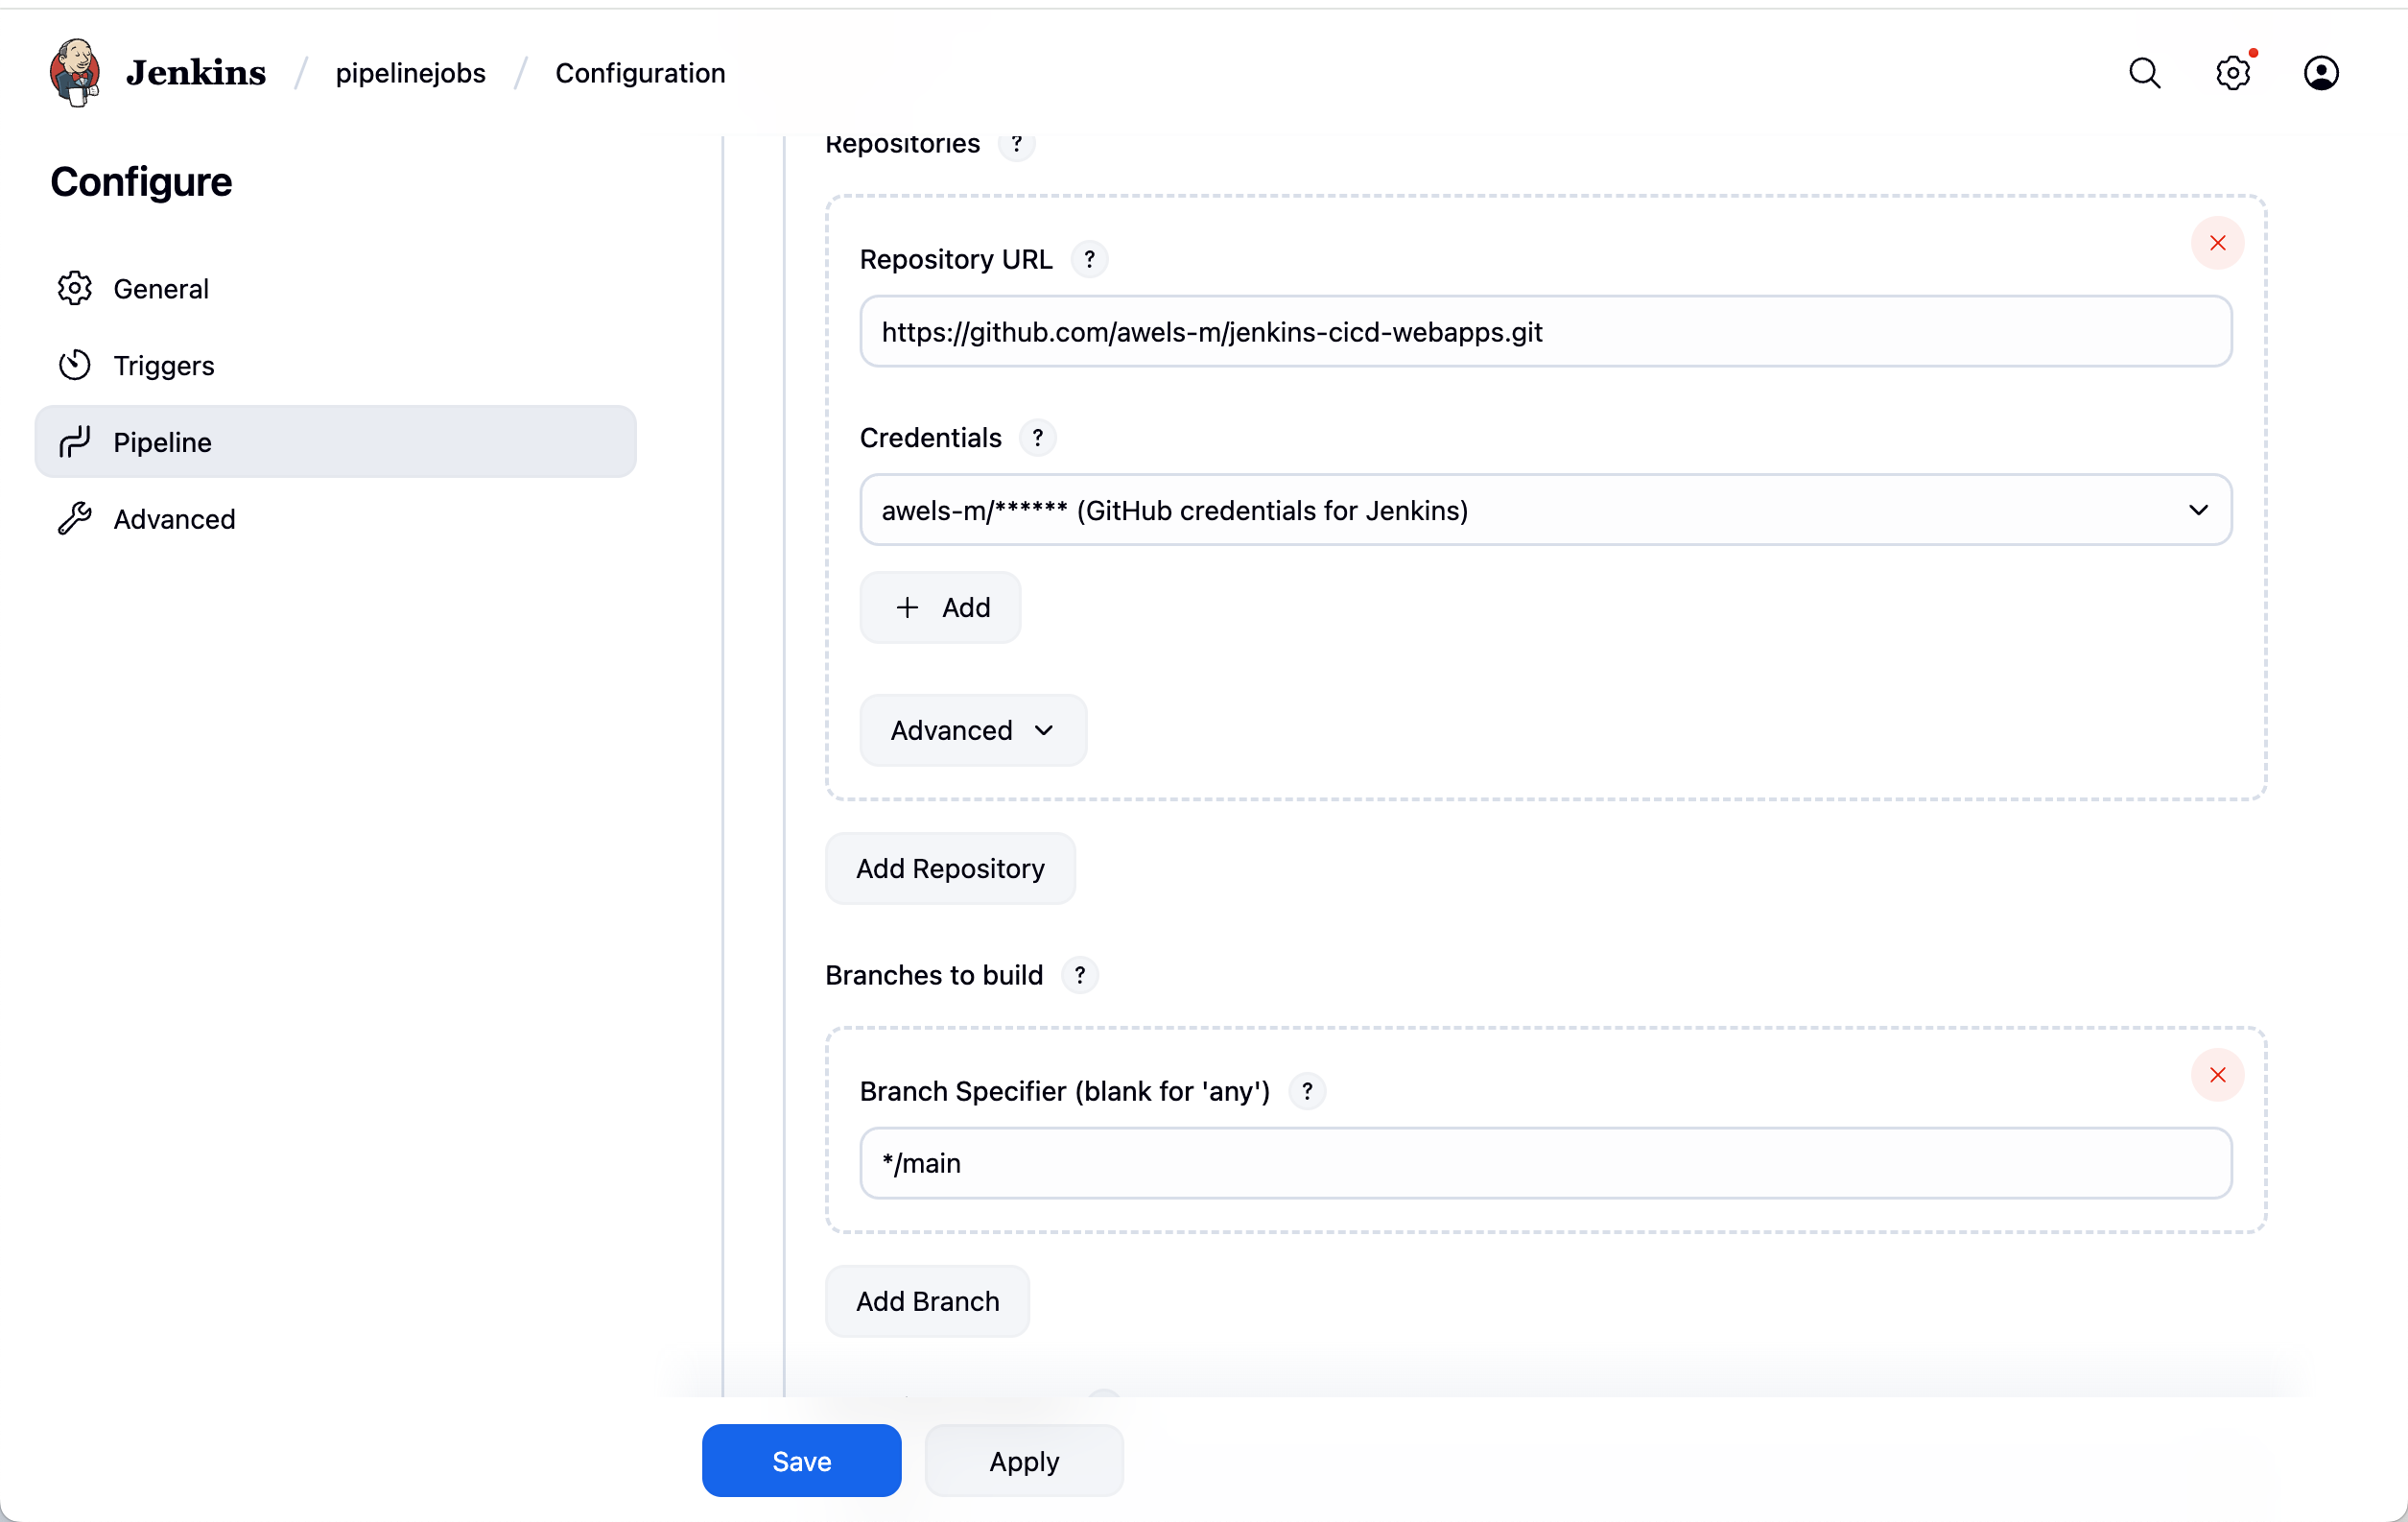 Jenkins / pipelinejobs / Configuration
Configure
General
Triggers
Pipeline
Advanced
Repositories ?
Repository URL ?
https://github.com/awels-m/jenkins-cicd-webapps.git
Credentials ?
awels-m/****** (GitHub credentials for Jenkins)
+ Add
Advanced
Add Repository
Branches to build ?
Branch Specifier (blank for 'any') ?
*/main
Add Branch
Save
Apply